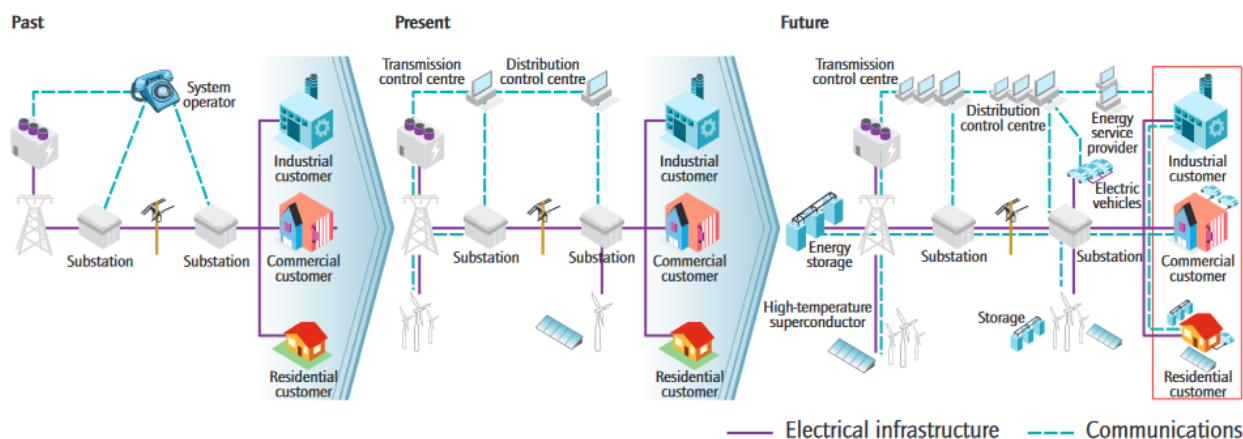 Past
System
operator
Substation
Substation
Industrial
customer
Commercial
customer
Residential
customer
Present
Transmission
control centre
Distribution
control centre
Substation
Substation
Industrial
customer
Commercial
customer
Residential
customer
Future
Transmission
control centre
Distribution
control centre
Energy
service
provider
Electric
vehicles
Energy
storage
Substation
Substation
High-temperature
superconductor
Storage
Industrial
customer
Commercial
customer
Residential
customer
Electrical infrastructure
Communications